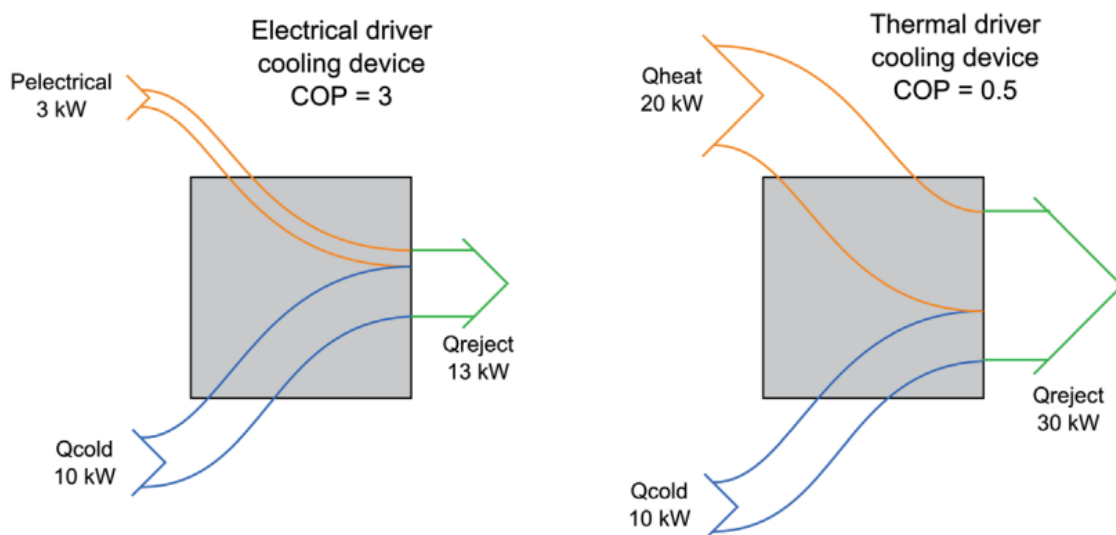 Electrical driver
cooling device
COP = 3
Pelectrical
3 kW
Qcold
10 kW
Qreject
13 kW
Thermal driver
cooling device
COP = 0.5
Qheat
20 kW
Qcold
10 kW
Qreject
30 kW